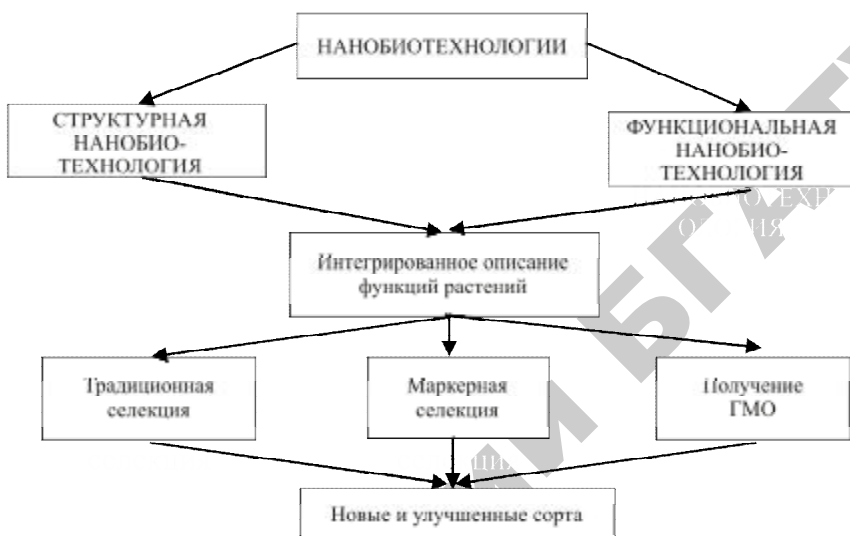 НАНОБИОТЕХНОЛОГИИ
СТРУКТУРНАЯ
НАНОБИО-
ТЕХНОЛОГИЯ
ФУНКЦИОНАЛЬНАЯ
НАНОБИО-
ТЕХНОЛОГИЯ
Интегрированное описание
функций растений
Традиционная
селекция
Маркерная
селекция
Получение
ГМО
Новые и улучшенные сорта